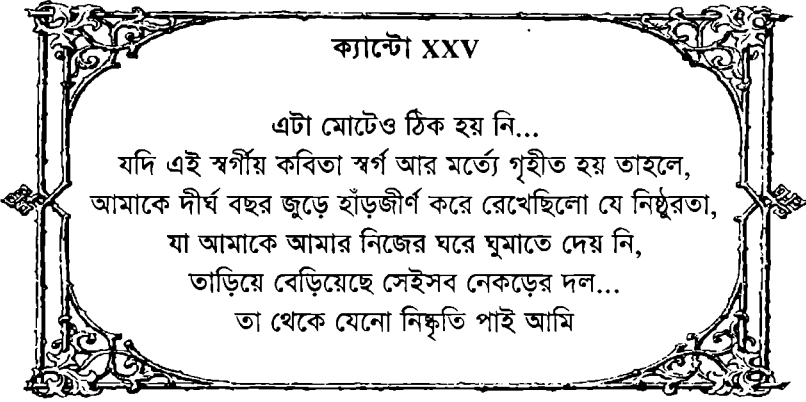 ক্যান্টো XXV
এটা মোটেও ঠিক হয় নি...
যদি এই স্বর্গীয় কবিতা স্বর্গ আর মর্ত্যে গৃহীত হয় তাহলে,
আমাকে দীর্ঘ বছর জুড়ে হাঁড়জীর্ণ করে রেখেছিলো যে নিষ্ঠুরতা,
যা আমাকে আমার নিজের ঘরে ঘুমাতে দেয় নি,
তাড়িয়ে বেড়িয়েছে সেইসব নেকড়ের দল...
তা থেকে যেনো নিষ্কৃতি পাই আমি